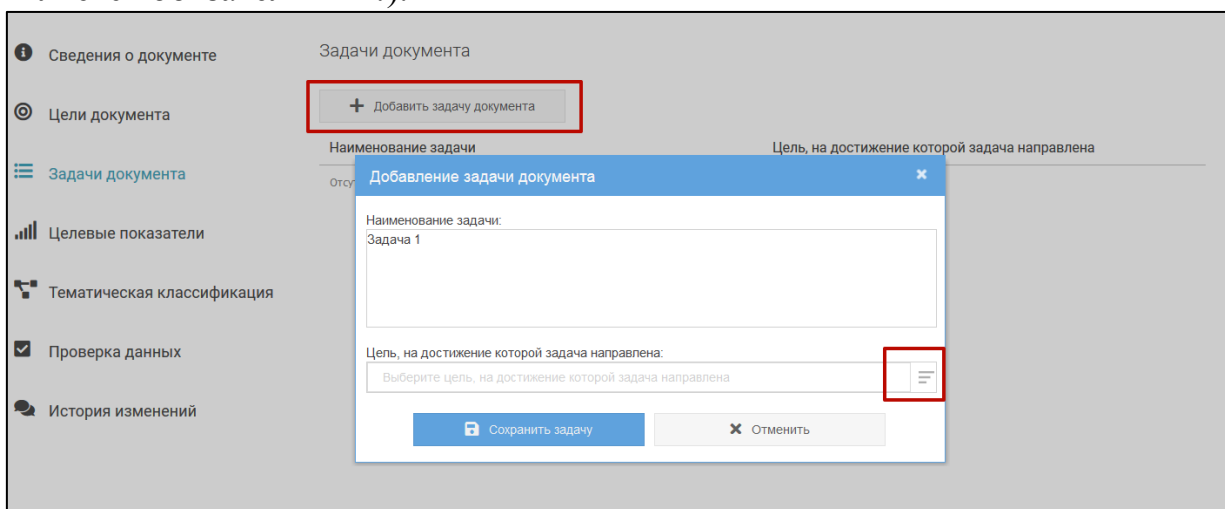 Сведения о документе
Задачи документа
Добавить задачу документа
Цели документа
Наименование задачи
Цель, на достижение которой задача направлена
Задачи документа
Добавление задачи документа
Наименование задачи:
Задача 1
Целевые показатели
Тематическая классификация
Проверка данных
Цель, на достижение которой задача направлена:
Выберите цель, на достижение которой задача направлена
История изменений
Сохранить задачу
Отменить